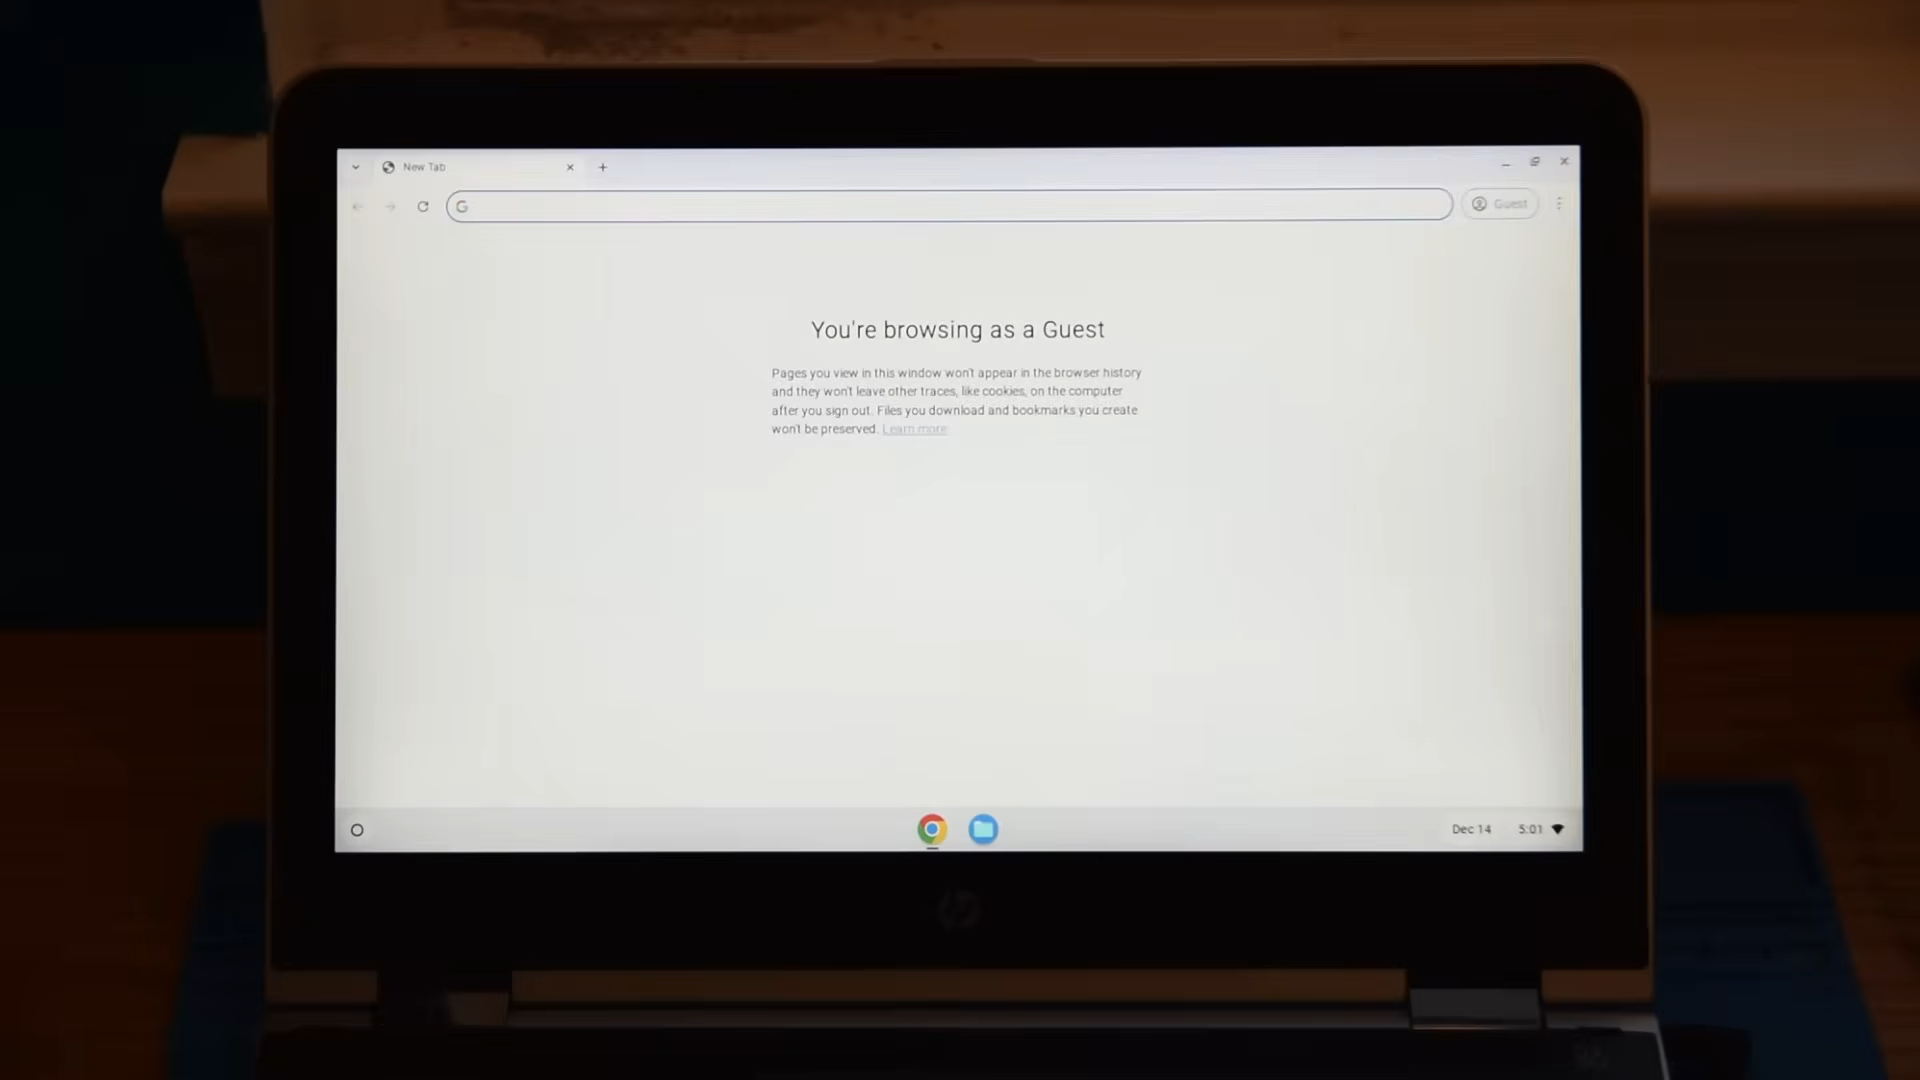 New Tab
Guest
You're browsing as a Guest
Pages you view in this window won't appear in the browser history
and they won't leave other traces, like cookies, on the computer
after you sign out. Files you download and bookmarks you create
won't be preserved. Learn more
Dec 14 5:01
hp